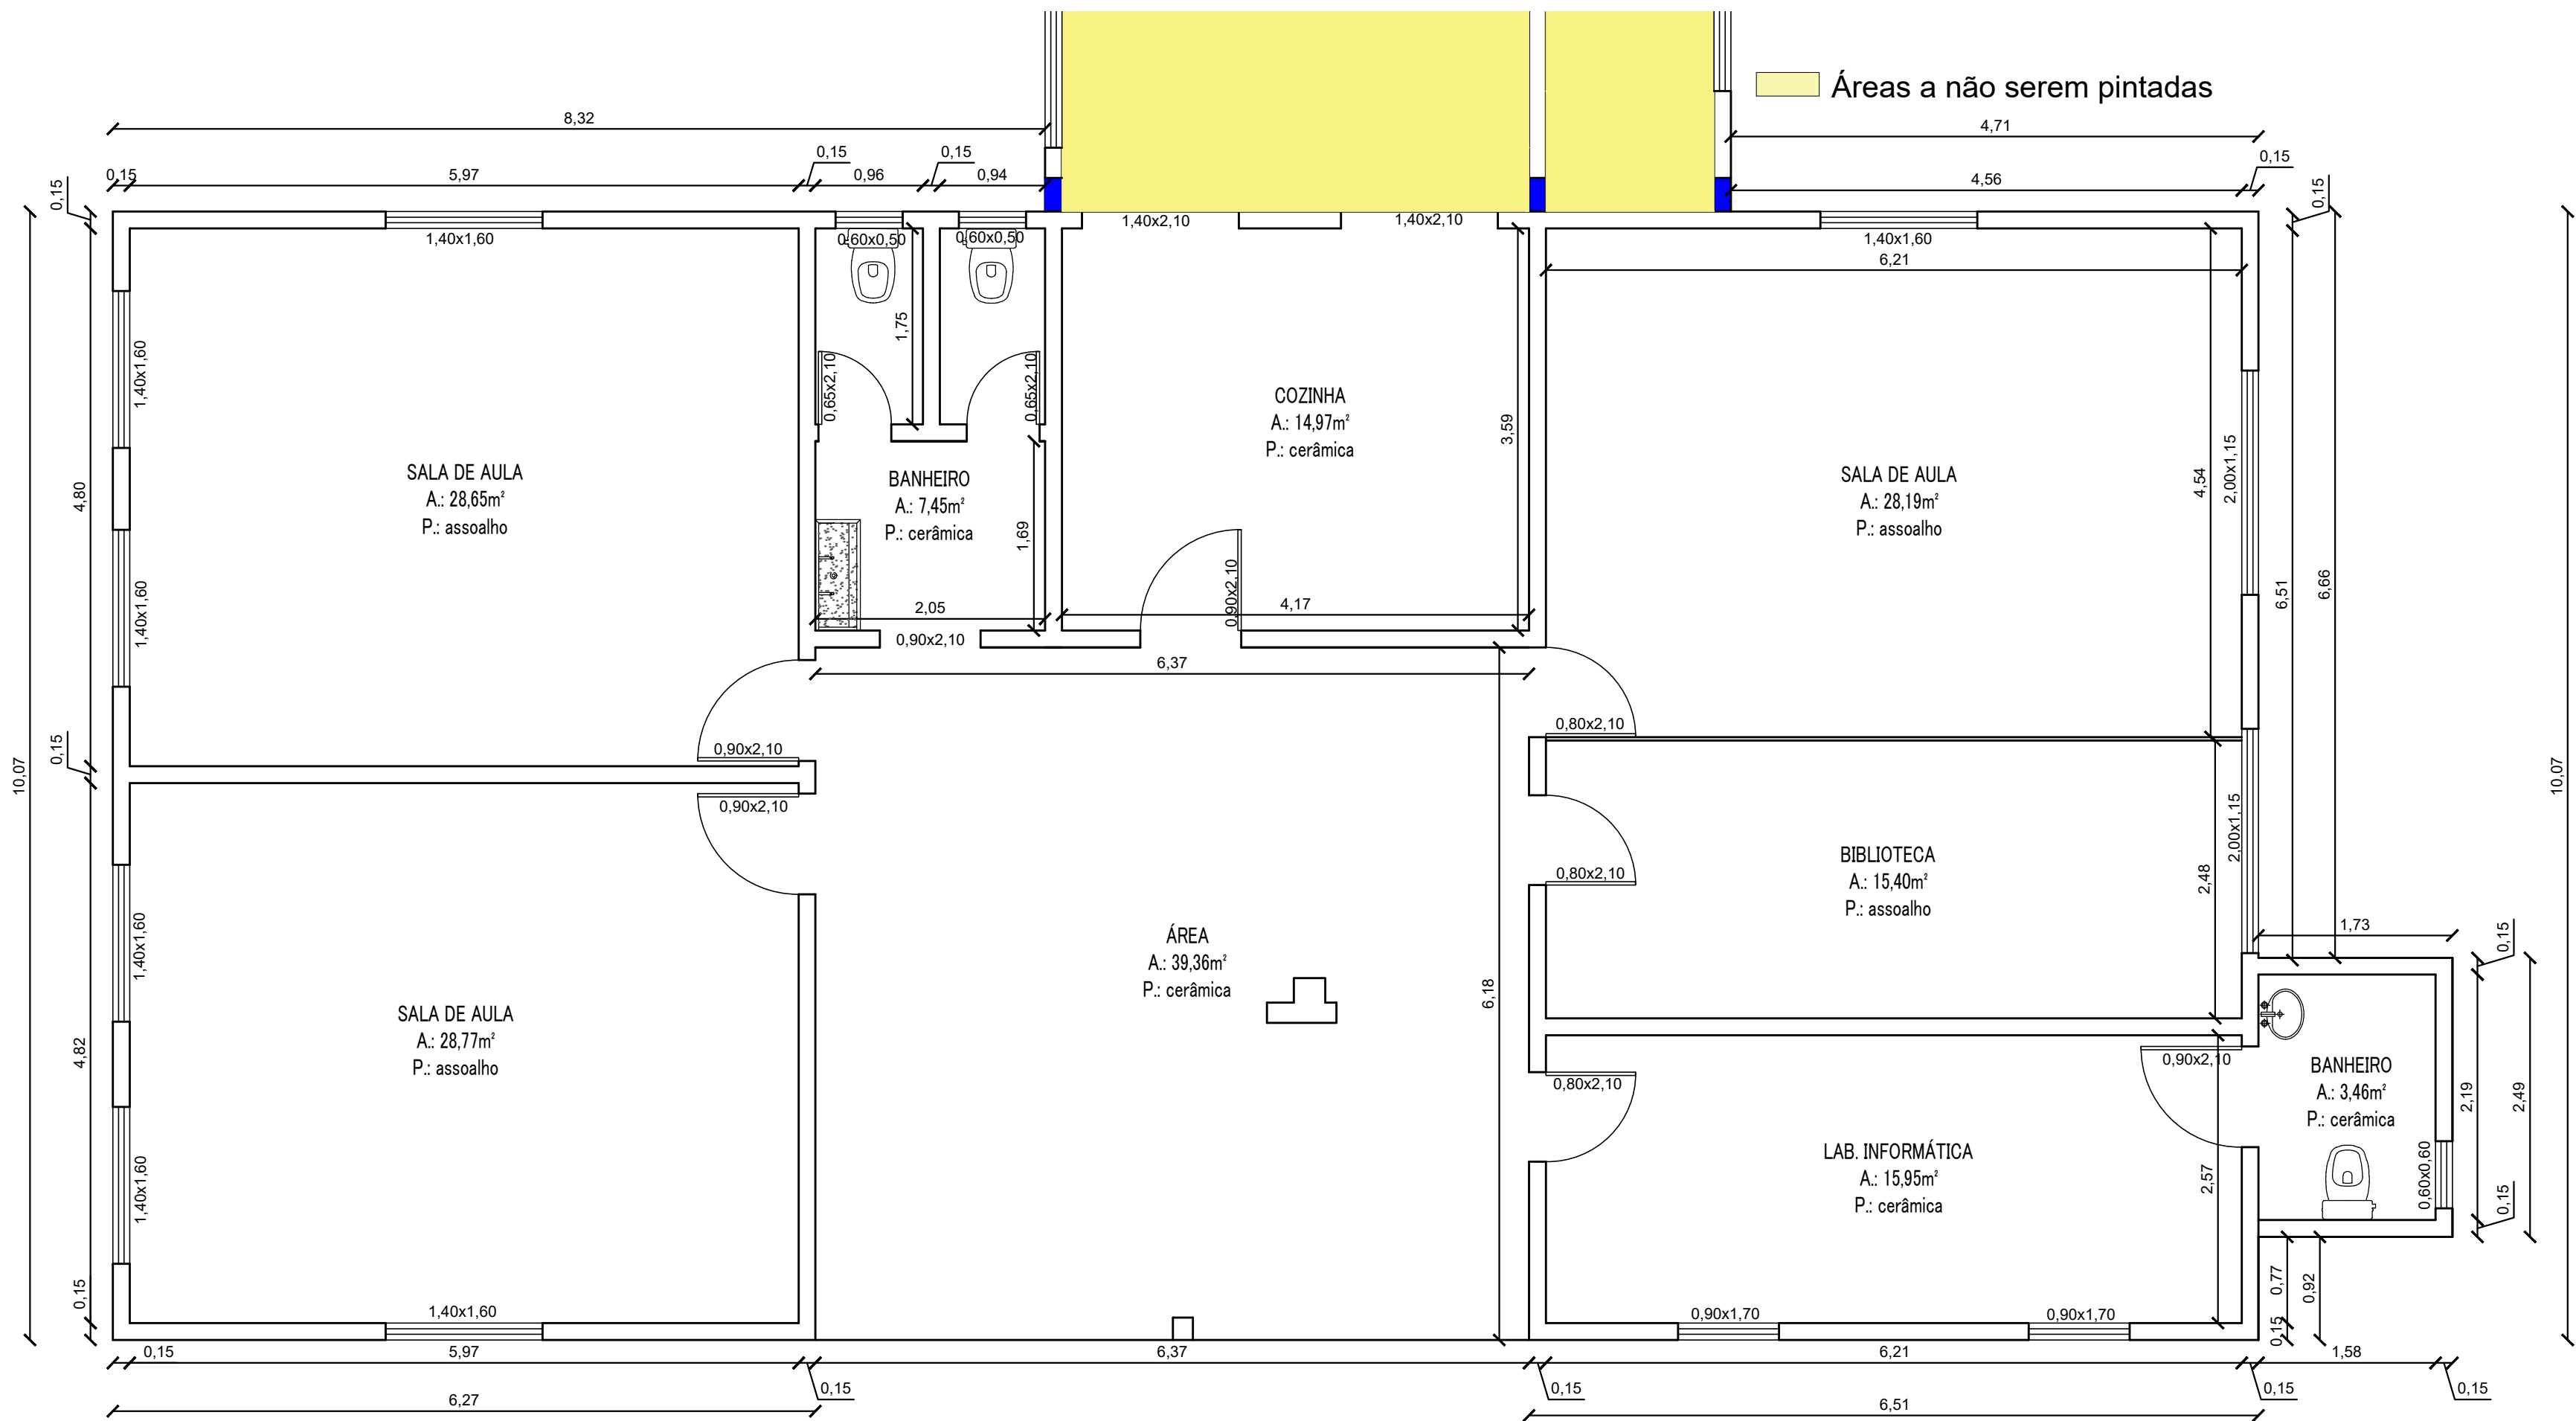 Áreas a não serem pintadas
8,32
4,71
0,15
5,97
0,15
0,96
0,15
0,94
4,56
0,15
0,15
0,15
1,40x1,60
0,60x0,50
0,60x0,50
1,40x2,10
1,40x2,10
1,40x1,60
6,21
1,75
1,40x1,60
0,65x2,10
0,65x2,10
COZINHA
A.: 14,97m²
P.: cerâmica
3,59
SALA DE AULA
A.: 28,65m²
P.: assoalho
BANHEIRO
A.: 7,45m²
P.: cerâmica
SALA DE AULA
A.: 28,19m²
P.: assoalho
4,54
2,00x1,15
4,80
1,69
1,40x1,60
2,05
0,90x2,10
4,17
6,51
6,66
0,90x2,10
6,37
0,80x2,10
0,90x2,10
0,15
10,07
10,07
0,90x2,10
0,80x2,10
BIBLIOTECA
A.: 15,40m²
P.: assoalho
2,48
2,00x1,15
1,73
0,15
1,40x1,60
ÁREA
A.: 39,36m²
P.: cerâmica
6,18
SALA DE AULA
A.: 28,77m²
P.: assoalho
4,82
0,80x2,10
0,90x2,10
BANHEIRO
A.: 3,46m²
P.: cerâmica
2,19
2,49
LAB. INFORMÁTICA
A.: 15,95m²
P.: cerâmica
2,57
1,40x1,60
0,60x0,60
0,15
0,77
0,92
0,15
1,40x1,60
0,90x1,70
0,90x1,70
0,15
0,15
5,97
6,37
6,21
1,58
0,15
0,15
0,15
0,15
6,27
6,51